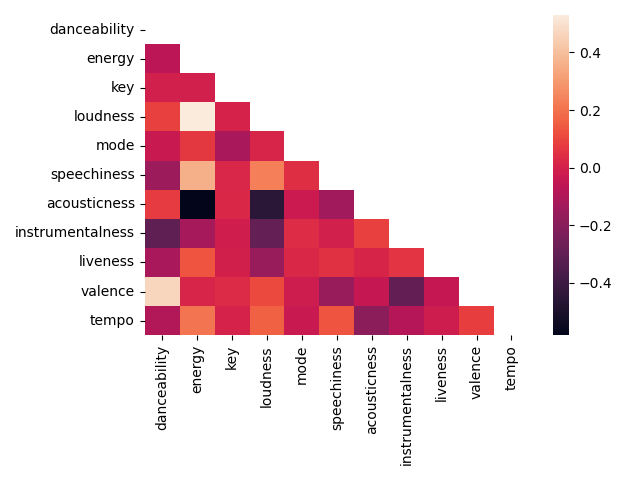 danceability
energy
key
loudness
mode
speechiness
acousticness
instrumentalness
liveness
valence
tempo
danceability
energy
key
loudness
mode
speechiness
acousticness
instrumentalness
liveness
valence
tempo
0.4
0.2
0.0
−0.2
−0.4